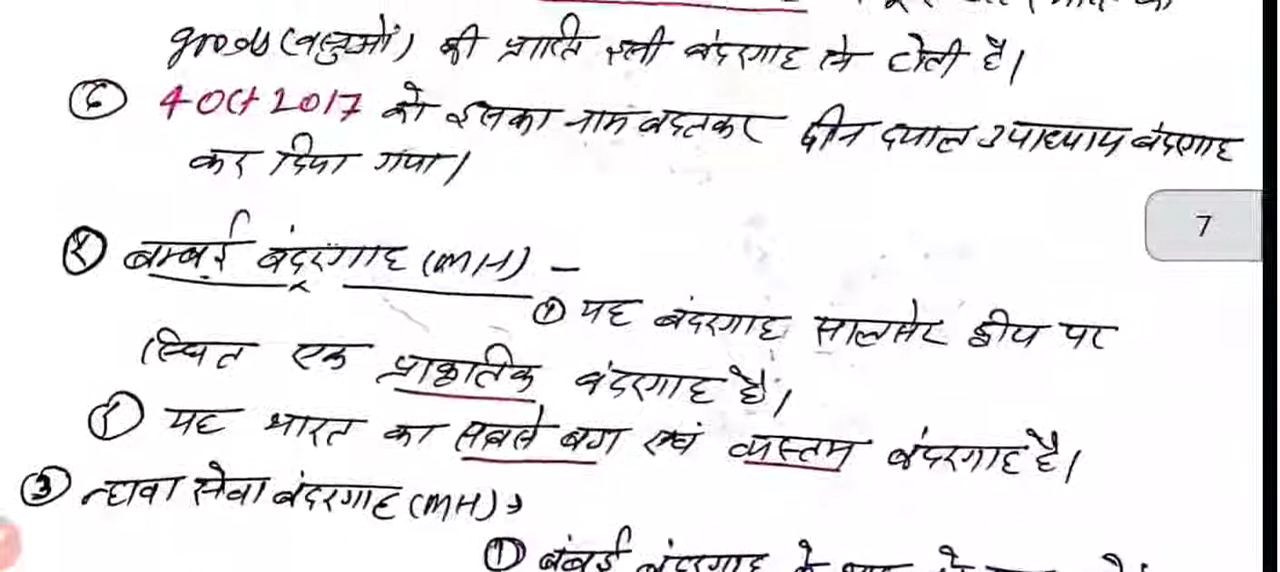 goods (वस्तुओं) की प्राप्ति इसी बंदरगाह से होती है।
⑥ 4 Oct 2017 को इसका नाम बदलकर दीन दयाल उपाध्याय बंदरगाह
कर दिया गया।
7
② बम्बई बंदरगाह (MH) –
① यह बंदरगाह सालसेट द्वीप पर
स्थित एक प्राकृतिक बंदरगाह है।
② यह भारत का सबसे बड़ा एवं व्यस्तम बंदरगाह है।
③ न्हावा सेवा बंदरगाह (MH) →
① बंबई बंदरगाह के